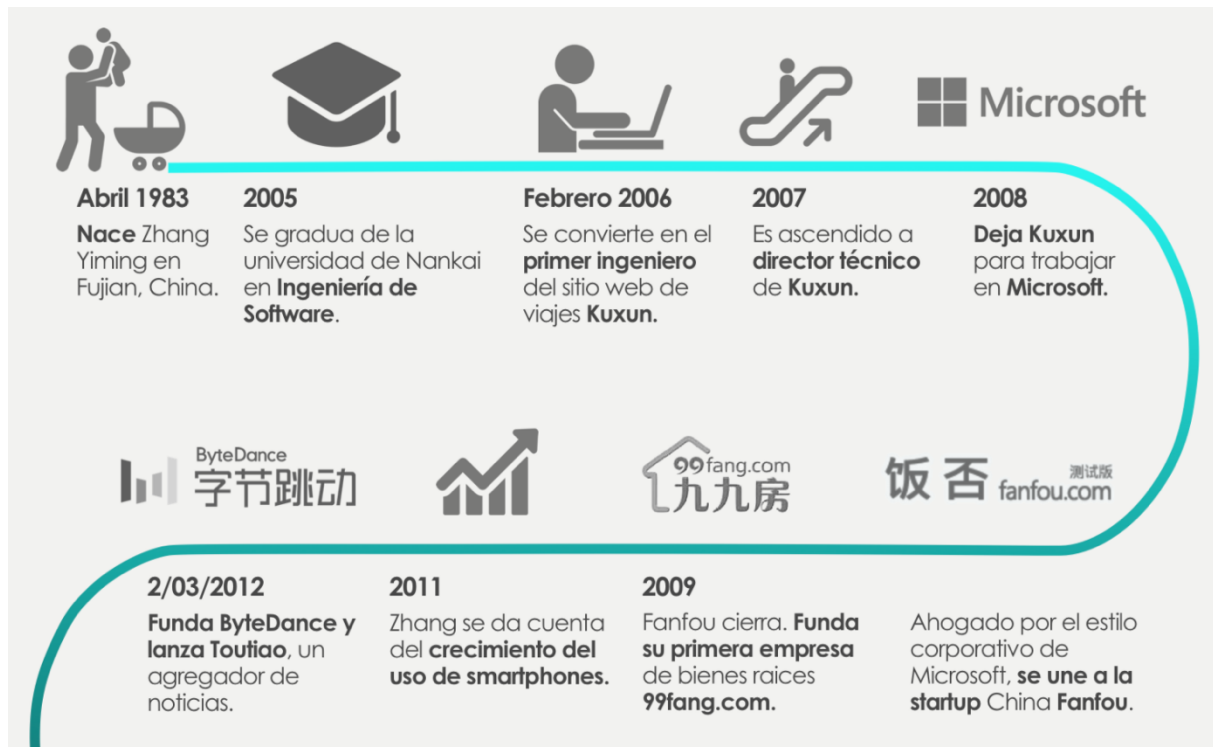 Microsoft
Abril 1983
Nace Zhang
Yiming en
Fujian, China.
2005
Se gradua de la
universidad de Nankai
en Ingeniería de
Software.
Febrero 2006
Se convierte en el
primer ingeniero
del sitio web de
viajes Kuxun.
2007
Es ascendido a
director técnico
de Kuxun.
2008
Deja Kuxun
para trabajar
en Microsoft.
饭否 测试版
fanfou.com
Ahogado por el estilo
corporativo de
Microsoft, se une a la
startup China Fanfou.
99fang.com
九九房
2009
Fanfou cierra. Funda
su primera empresa
de bienes raices
99fang.com.
2011
Zhang se da cuenta
del crecimiento del
uso de smartphones.
ByteDance
字节跳动
2/03/2012
Funda ByteDance y
lanza Toutiao, un
agregador de
noticias.